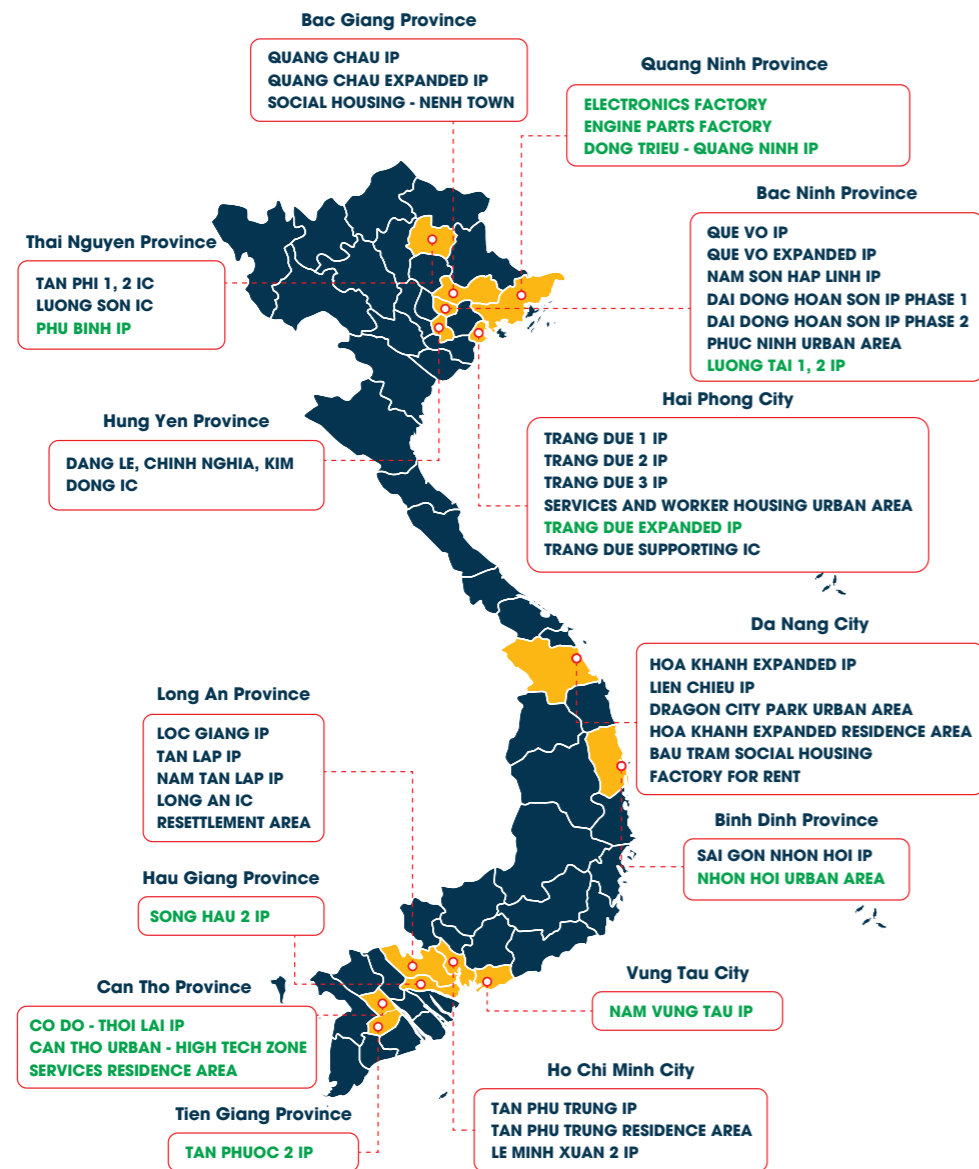 Bac Giang Province
QUANG CHAU IP
QUANG CHAU EXPANDED IP
SOCIAL HOUSING - NENH TOWN
Quang Ninh Province
ELECTRONICS FACTORY
ENGINE PARTS FACTORY
DONG TRIEU - QUANG NINH IP
Thai Nguyen Province
TAN PHI 1, 2 IC
LUONG SON IC
PHU BINH IP
Bac Ninh Province
QUE VO IP
QUE VO EXPANDED IP
NAM SON HAP LINH IP
DAI DONG HOAN SON IP PHASE 1
DAI DONG HOAN SON IP PHASE 2
PHUC NINH URBAN AREA
LUONG TAI 1, 2 IP
Hung Yen Province
DANG LE, CHINH NGHIA, KIM
DONG IC
Hai Phong City
TRANG DUE 1 IP
TRANG DUE 2 IP
TRANG DUE 3 IP
SERVICES AND WORKER HOUSING URBAN AREA
TRANG DUE EXPANDED IP
TRANG DUE SUPPORTING IC
Da Nang City
HOA KHANH EXPANDED IP
LIEN CHIEU IP
DRAGON CITY PARK URBAN AREA
HOA KHANH EXPANDED RESIDENCE AREA
BAU TRAM SOCIAL HOUSING
FACTORY FOR RENT
Long An Province
LOC GIANG IP
TAN LAP IP
NAM TAN LAP IP
LONG AN IC
RESETTLEMENT AREA
Binh Dinh Province
SAI GON NHON HOI IP
NHON HOI URBAN AREA
Hau Giang Province
SONG HAU 2 IP
Can Tho Province
CO DO - THOI LAI IP
CAN THO URBAN - HIGH TECH ZONE
SERVICES RESIDENCE AREA
Vung Tau City
NAM VUNG TAU IP
Ho Chi Minh City
TAN PHU TRUNG IP
TAN PHU TRUNG RESIDENCE AREA
LE MINH XUAN 2 IP
Tien Giang Province
TAN PHUOC 2 IP